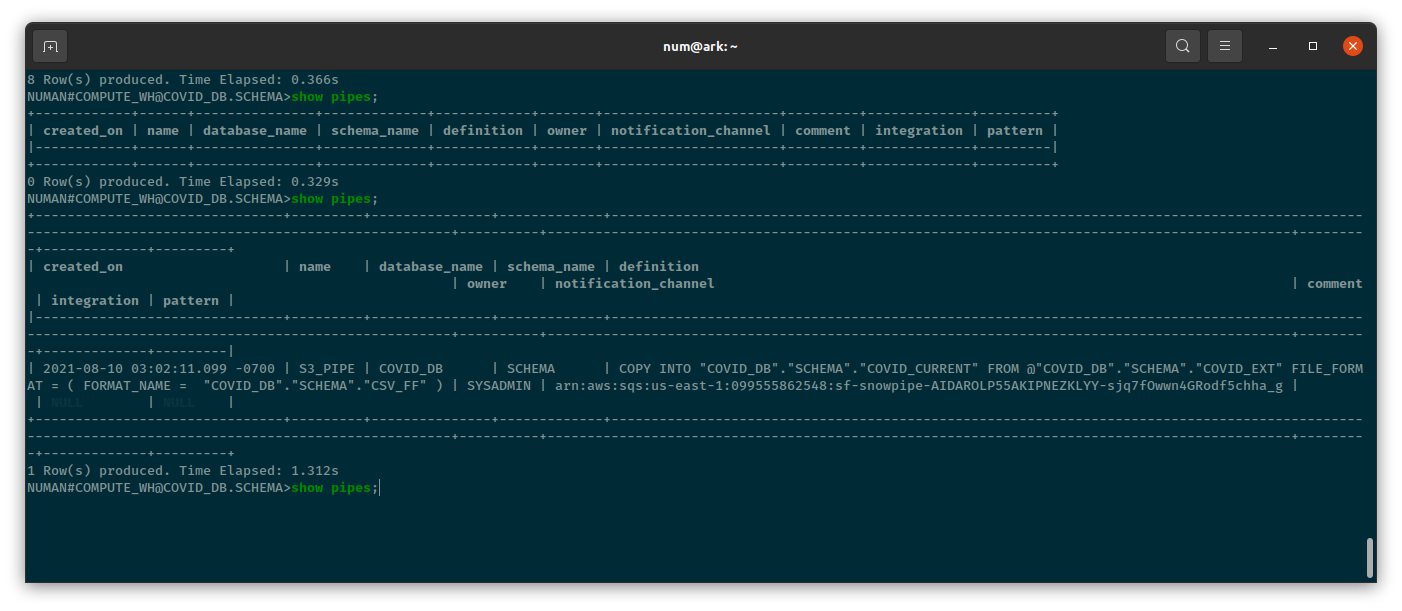 num@ark: ~
8 Row(s) produced. Time Elapsed: 0.366s
NUMAN#COMPUTE_WH@COVID_DB.SCHEMA>show pipes;
+------------+------+---------------+-------------+------------+-------+----------------------+---------+-------------+---------+
| created_on | name | database_name | schema_name | definition | owner | notification_channel | comment | integration | pattern |
|------------+------+---------------+-------------+------------+-------+----------------------+---------+-------------+---------|
+------------+------+---------------+-------------+------------+-------+----------------------+---------+-------------+---------+
0 Row(s) produced. Time Elapsed: 0.329s
NUMAN#COMPUTE_WH@COVID_DB.SCHEMA>show pipes;
+-------------------------------+---------+---------------+-------------+----------------------------------------------------------------------------------------------
-----------------------------------------------------+----------+---------------------------------------------------------------------------------------------+--------
-+-------------+---------+
| created_on                    | name    | database_name | schema_name | definition
                                                     | owner    | notification_channel                                                                        | comment
 | integration | pattern |
|-------------------------------+---------+---------------+-------------+----------------------------------------------------------------------------------------------
-----------------------------------------------------+----------+---------------------------------------------------------------------------------------------+--------
-+-------------+---------|
| 2021-08-10 03:02:11.099 -0700 | S3_PIPE | COVID_DB      | SCHEMA      | COPY INTO "COVID_DB"."SCHEMA"."COVID_CURRENT" FROM @"COVID_DB"."SCHEMA"."COVID_EXT" FILE_FORM
AT = ( FORMAT_NAME =  "COVID_DB"."SCHEMA"."CSV_FF" ) | SYSADMIN | arn:aws:sqs:us-east-1:099555862548:sf-snowpipe-AIDAROLP55AKIPNEZKLYY-sjq7fOwwn4GRodf5chha_g |
 | NULL        | NULL    |
+-------------------------------+---------+---------------+-------------+----------------------------------------------------------------------------------------------
-----------------------------------------------------+----------+---------------------------------------------------------------------------------------------+--------
-+-------------+---------+
1 Row(s) produced. Time Elapsed: 1.312s
NUMAN#COMPUTE_WH@COVID_DB.SCHEMA>show pipes;